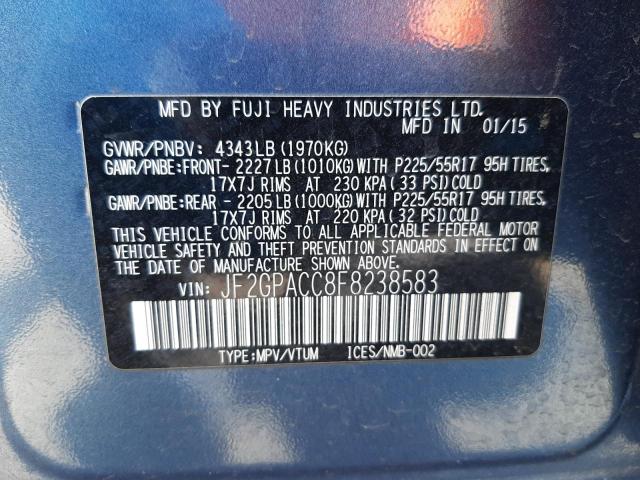 MFD BY FUJI HEAVY INDUSTRIES LTD.
MFD IN 01/15
GVWR/PNBV: 4343LB(1970KG)
GAWR/PNBE:FRONT-2227LB(1010KG)WITH P225/55R17 95H TIRES,
17X7J RIMS AT 230 KPA(33 PSI)COLD
GAWR/PNBE:REAR -2205LB(1000KG)WITH P225/55R17 95H TIRES,
17X7J RIMS AT 220 KPA(32 PSI)COLD
THIS VEHICLE CONFORMS TO ALL APPLICABLE FEDERAL MOTOR
VEHICLE SAFETY AND THEFT PREVENTION STANDARDS IN EFFECT ON
THE DATE OF MANUFACTURE SHOWN ABOVE.
VIN: JF2GPACC8F8238583
TYPE:MPV/VTUM ICES/NMB-002